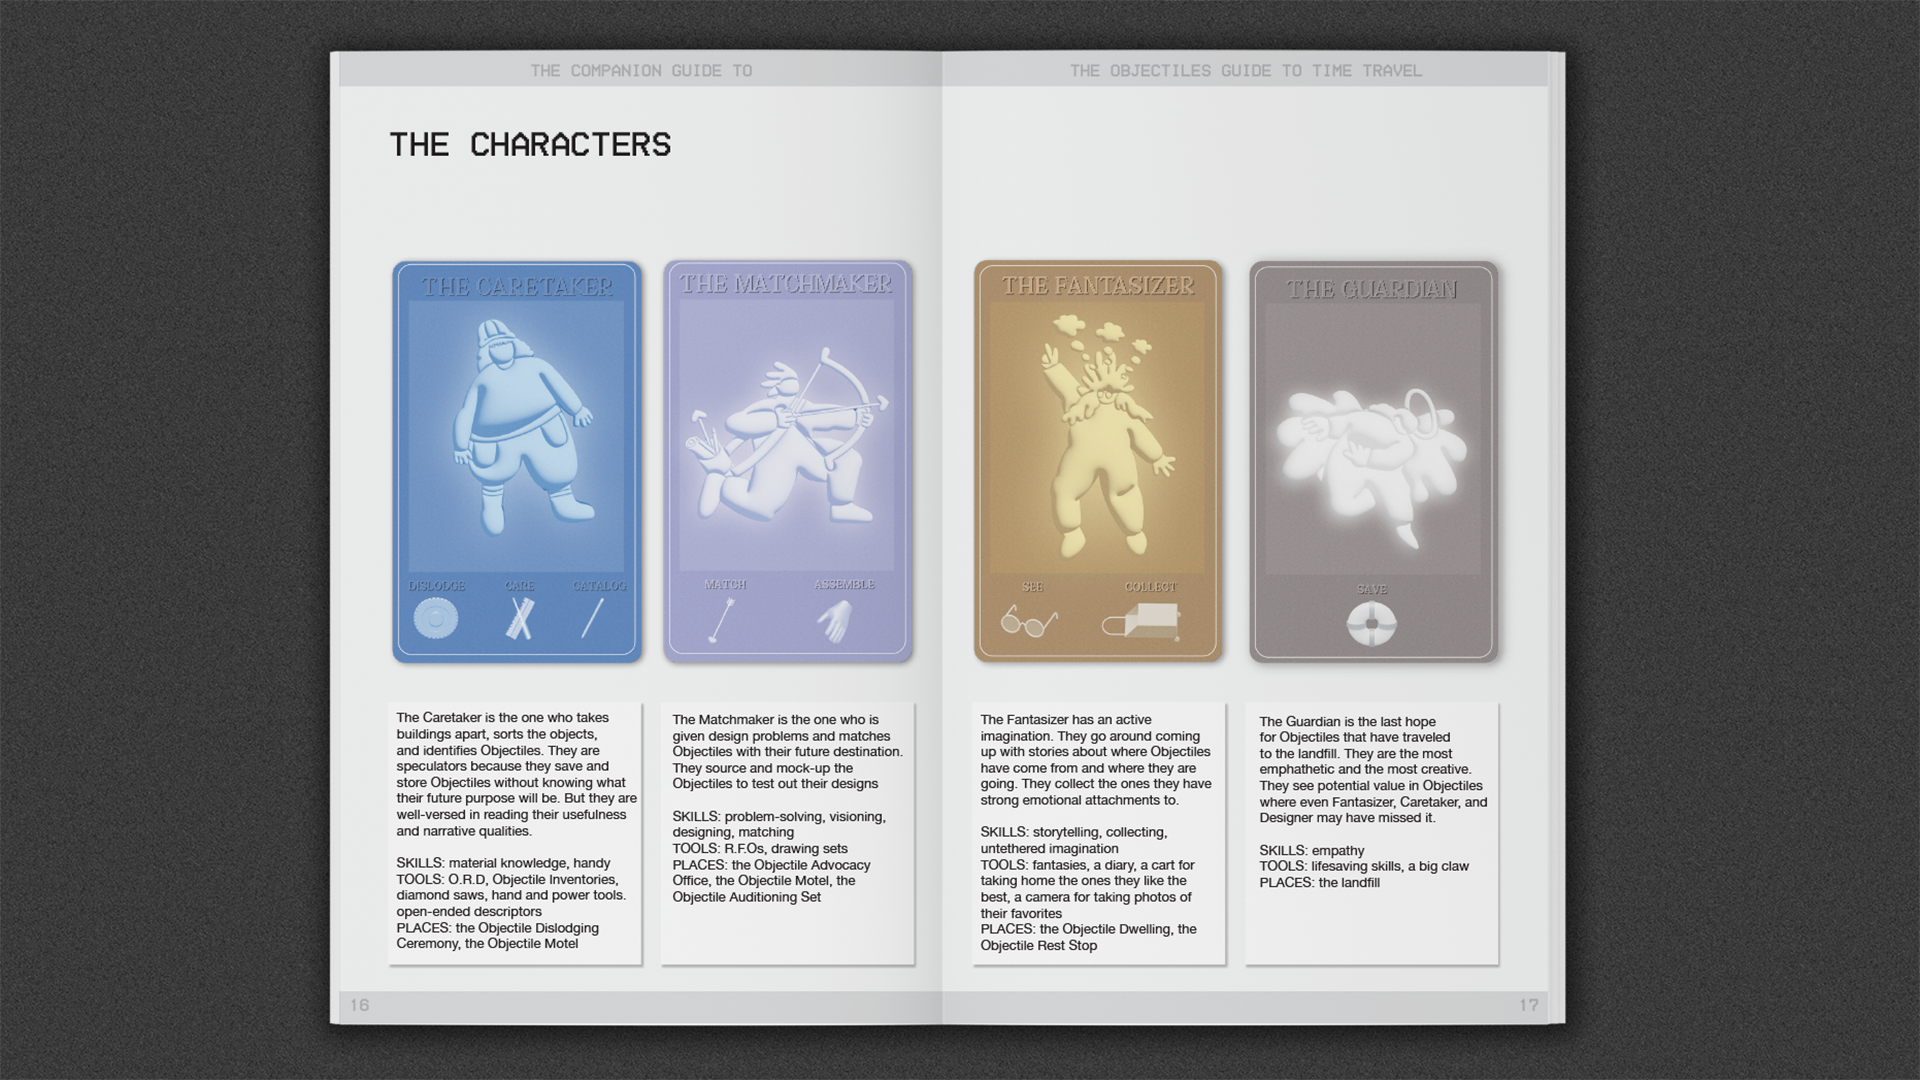 THE COMPANION GUIDE TO
THE OBJECTILES GUIDE TO TIME TRAVEL
THE CHARACTERS
THE CARETAKER
DISLODGE CARE CATALOG
THE MATCHMAKER
MATCH ASSEMBLE
THE FANTASIZER
SEE COLLECT
THE GUARDIAN
SAVE
The Caretaker is the one who takes
buildings apart, sorts the objects,
and identifies Objectiles. They are
speculators because they save and
store Objectiles without knowing what
their future purpose will be. But they are
well-versed in reading their usefulness
and narrative qualities.
SKILLS: material knowledge, handy
TOOLS: O.R.D, Objectile Inventories,
diamond saws, hand and power tools.
open-ended descriptors
PLACES: the Objectile Dislodging
Ceremony, the Objectile Motel
The Matchmaker is the one who is
given design problems and matches
Objectiles with their future destination.
They source and mock-up the
Objectiles to test out their designs
SKILLS: problem-solving, visioning,
designing, matching
TOOLS: R.F.Os, drawing sets
PLACES: the Objectile Advocacy
Office, the Objectile Motel, the
Objectile Auditioning Set
The Fantasizer has an active
imagination. They go around coming
up with stories about where Objectiles
have come from and where they are
going. They collect the ones they have
strong emotional attachments to.
SKILLS: storytelling, collecting,
untethered imagination
TOOLS: fantasies, a diary, a cart for
taking home the ones they like the
best, a camera for taking photos of
their favorites
PLACES: the Objectile Dwelling, the
Objectile Rest Stop
The Guardian is the last hope
for Objectiles that have traveled
to the landfill. They are the most
emphathetic and the most creative.
They see potential value in Objectiles
where even Fantasizer, Caretaker, and
Designer may have missed it.
SKILLS: empathy
TOOLS: lifesaving skills, a big claw
PLACES: the landfill
16
17